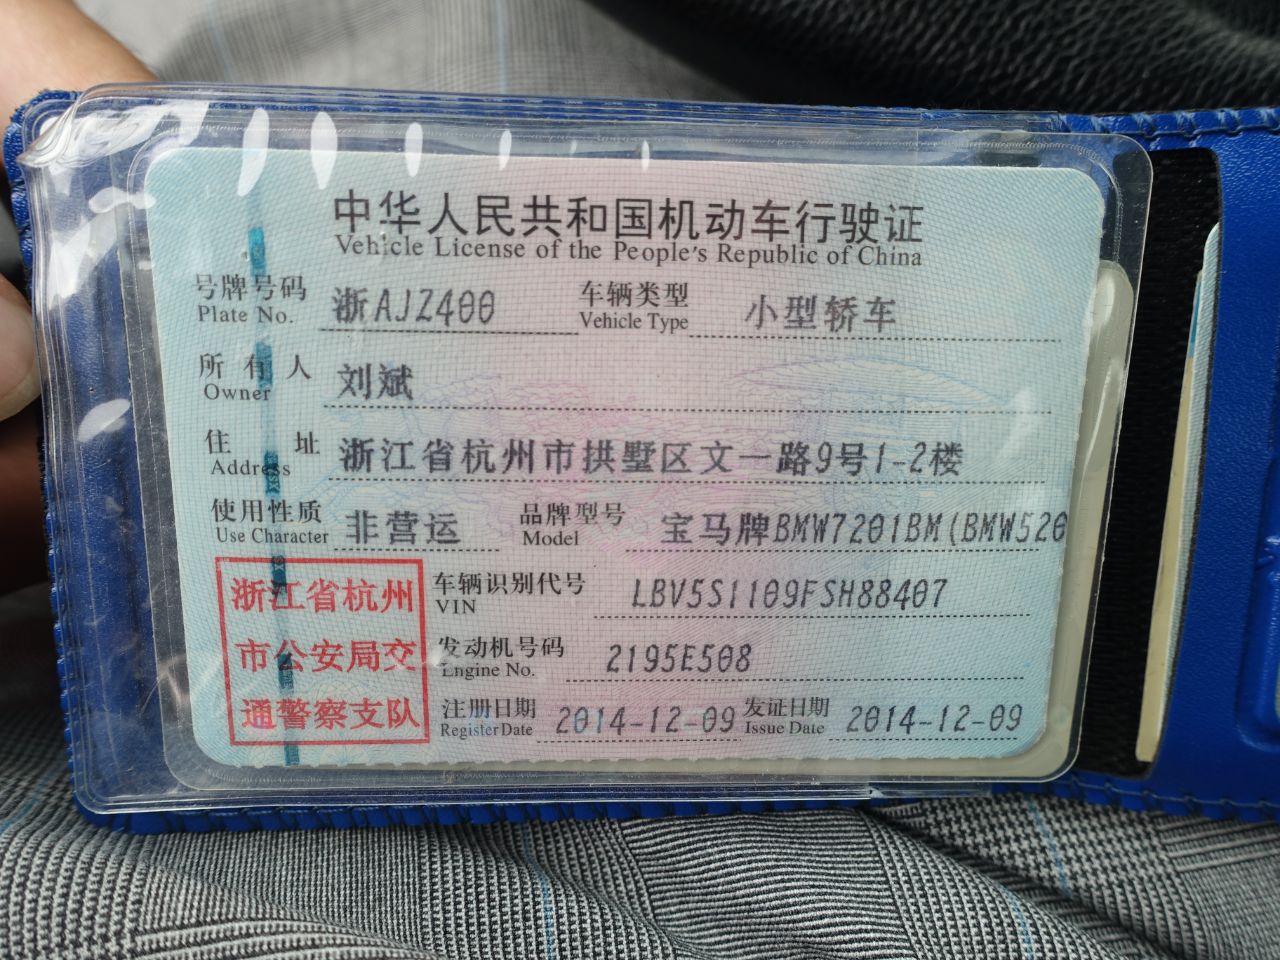 中华人民共和国机动车行驶证
Vehicle License of the People's Republic of China
号牌号码 浙AJZ400 车辆类型 小型轿车
Plate No. Vehicle Type
所有人 刘斌
Owner
住址 浙江省杭州市拱墅区文一路9号1-2楼
Address
使用性质 非营运 品牌型号 宝马牌BMW7201BM(BMW520
Use Character Model
浙江省杭州
市公安局交
通警察支队
车辆识别代号 LBV5S1109FSH88407
VIN
发动机号码 2195E508
Engine No.
注册日期 2014-12-09 发证日期 2014-12-09
Register Date Issue Date